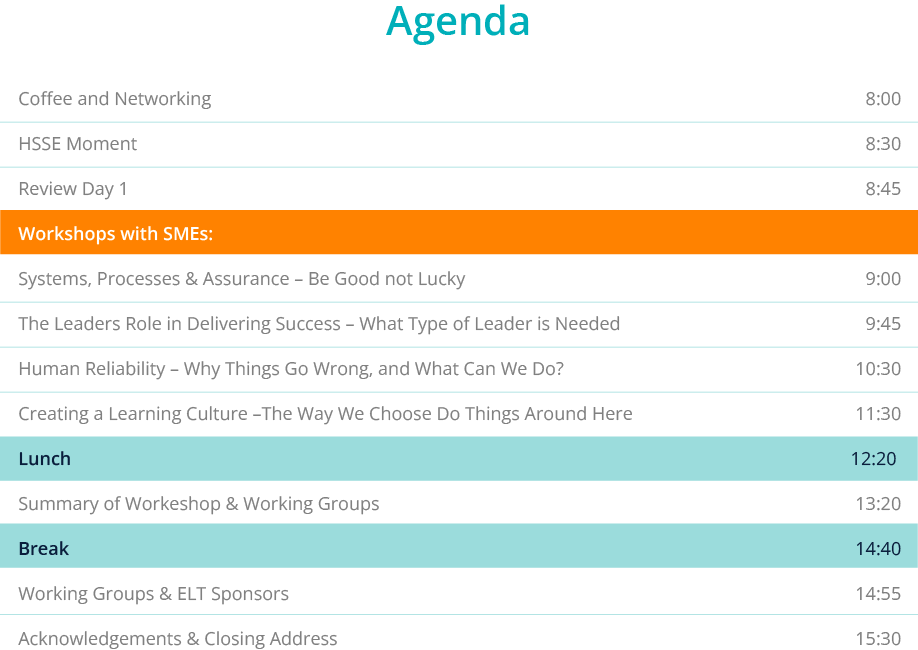 Agenda
Coffee and Networking 8:00
HSSE Moment 8:30
Review Day 1 8:45
Workshops with SMEs:
Systems, Processes & Assurance – Be Good not Lucky 9:00
The Leaders Role in Delivering Success – What Type of Leader is Needed 9:45
Human Reliability – Why Things Go Wrong, and What Can We Do? 10:30
Creating a Learning Culture –The Way We Choose Do Things Around Here 11:30
Lunch 12:20
Summary of Workeshop & Working Groups 13:20
Break 14:40
Working Groups & ELT Sponsors 14:55
Acknowledgements & Closing Address 15:30